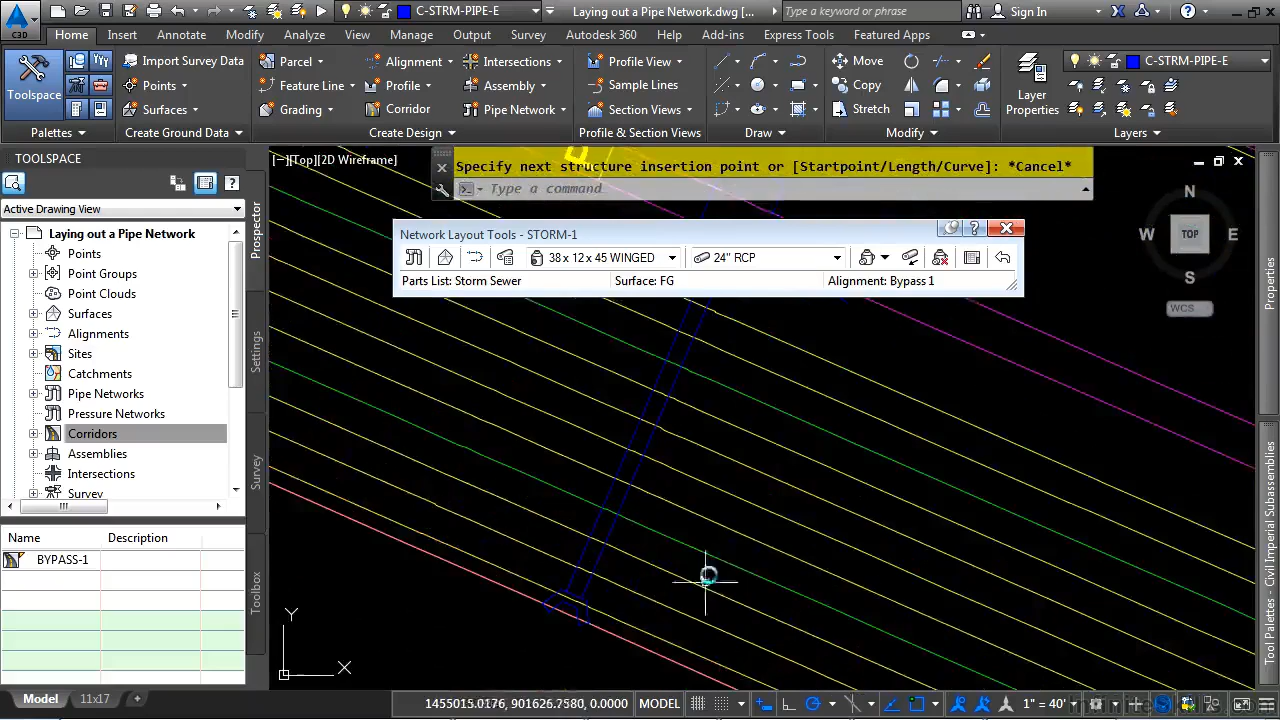 C-STRM-PIPE-E
Laying out a Pipe Network.dwg [...
Type a keyword or phrase
Sign In
C3D
Home
Insert
Annotate
Modify
Analyze
View
Manage
Output
Survey
Autodesk 360
Help
Add-ins
Express Tools
Featured Apps
Toolspace
Import Survey Data
Points
Surfaces
Parcel
Feature Line
Grading
Alignment
Profile
Corridor
Intersections
Assembly
Pipe Network
Profile View
Sample Lines
Section Views
Move
Copy
Stretch
Layer
Properties
C-STRM-PIPE-E
Palettes
Create Ground Data
Create Design
Profile & Section Views
Draw
Modify
Layers
TOOLSPACE
Active Drawing View
Laying out a Pipe Network
Points
Point Groups
Point Clouds
Surfaces
Alignments
Sites
Catchments
Pipe Networks
Pressure Networks
Corridors
Assemblies
Intersections
Survey
Name
Description
BYPASS-1
Prospector
Settings
Survey
Toolbox
[−][Top][2D Wireframe]
Specify next structure insertion point or [Startpoint/Length/Curve]: *Cancel*
Type a command
Network Layout Tools - STORM-1
38 x 12 x 45 WINGED
24" RCP
Parts List: Storm Sewer
Surface: FG
Alignment: Bypass 1
N
W
TOP
E
S
WCS
Properties
Tool Palettes - Civil Imperial Subassemblies
Y
X
Model
11x17
+
1455015.0176, 901626.2580, 0.0000
MODEL
1" = 40'